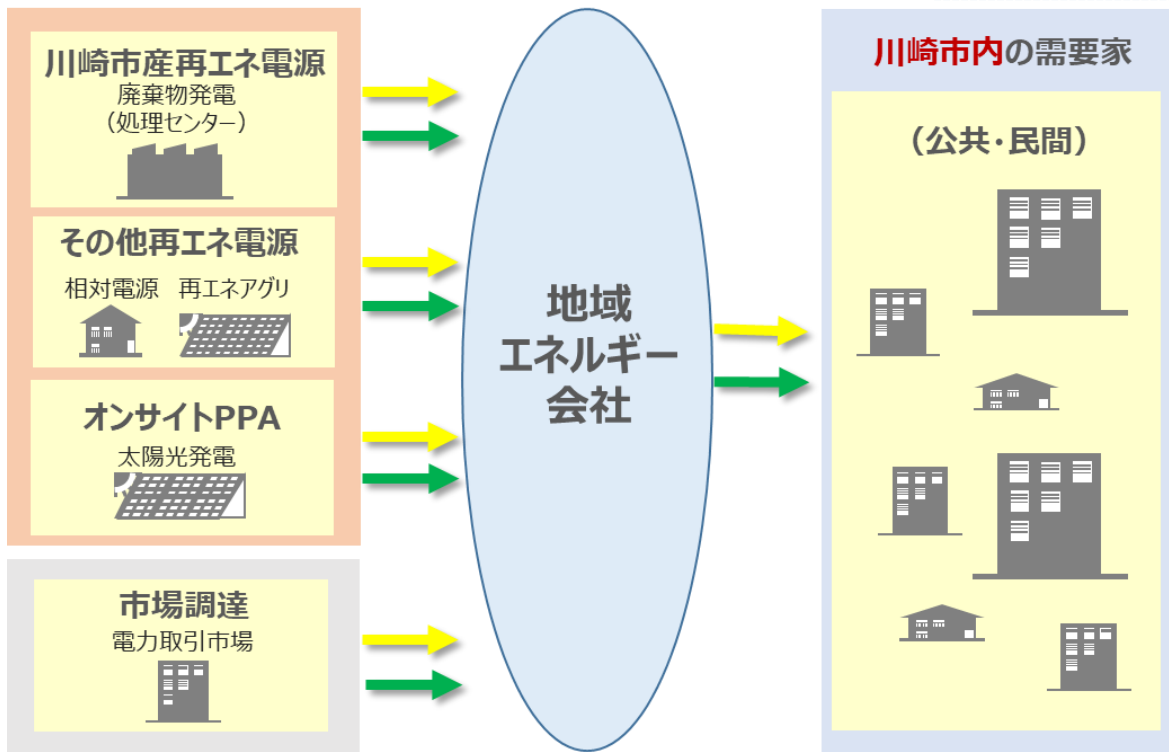 川崎市産再エネ電源
廃棄物発電
（処理センター）
その他再エネ電源
相対電源 再エネアグリ
オンサイトPPA
太陽光発電
市場調達
電力取引市場
地域
エネルギー
会社
川崎市内の需要家
（公共・民間）